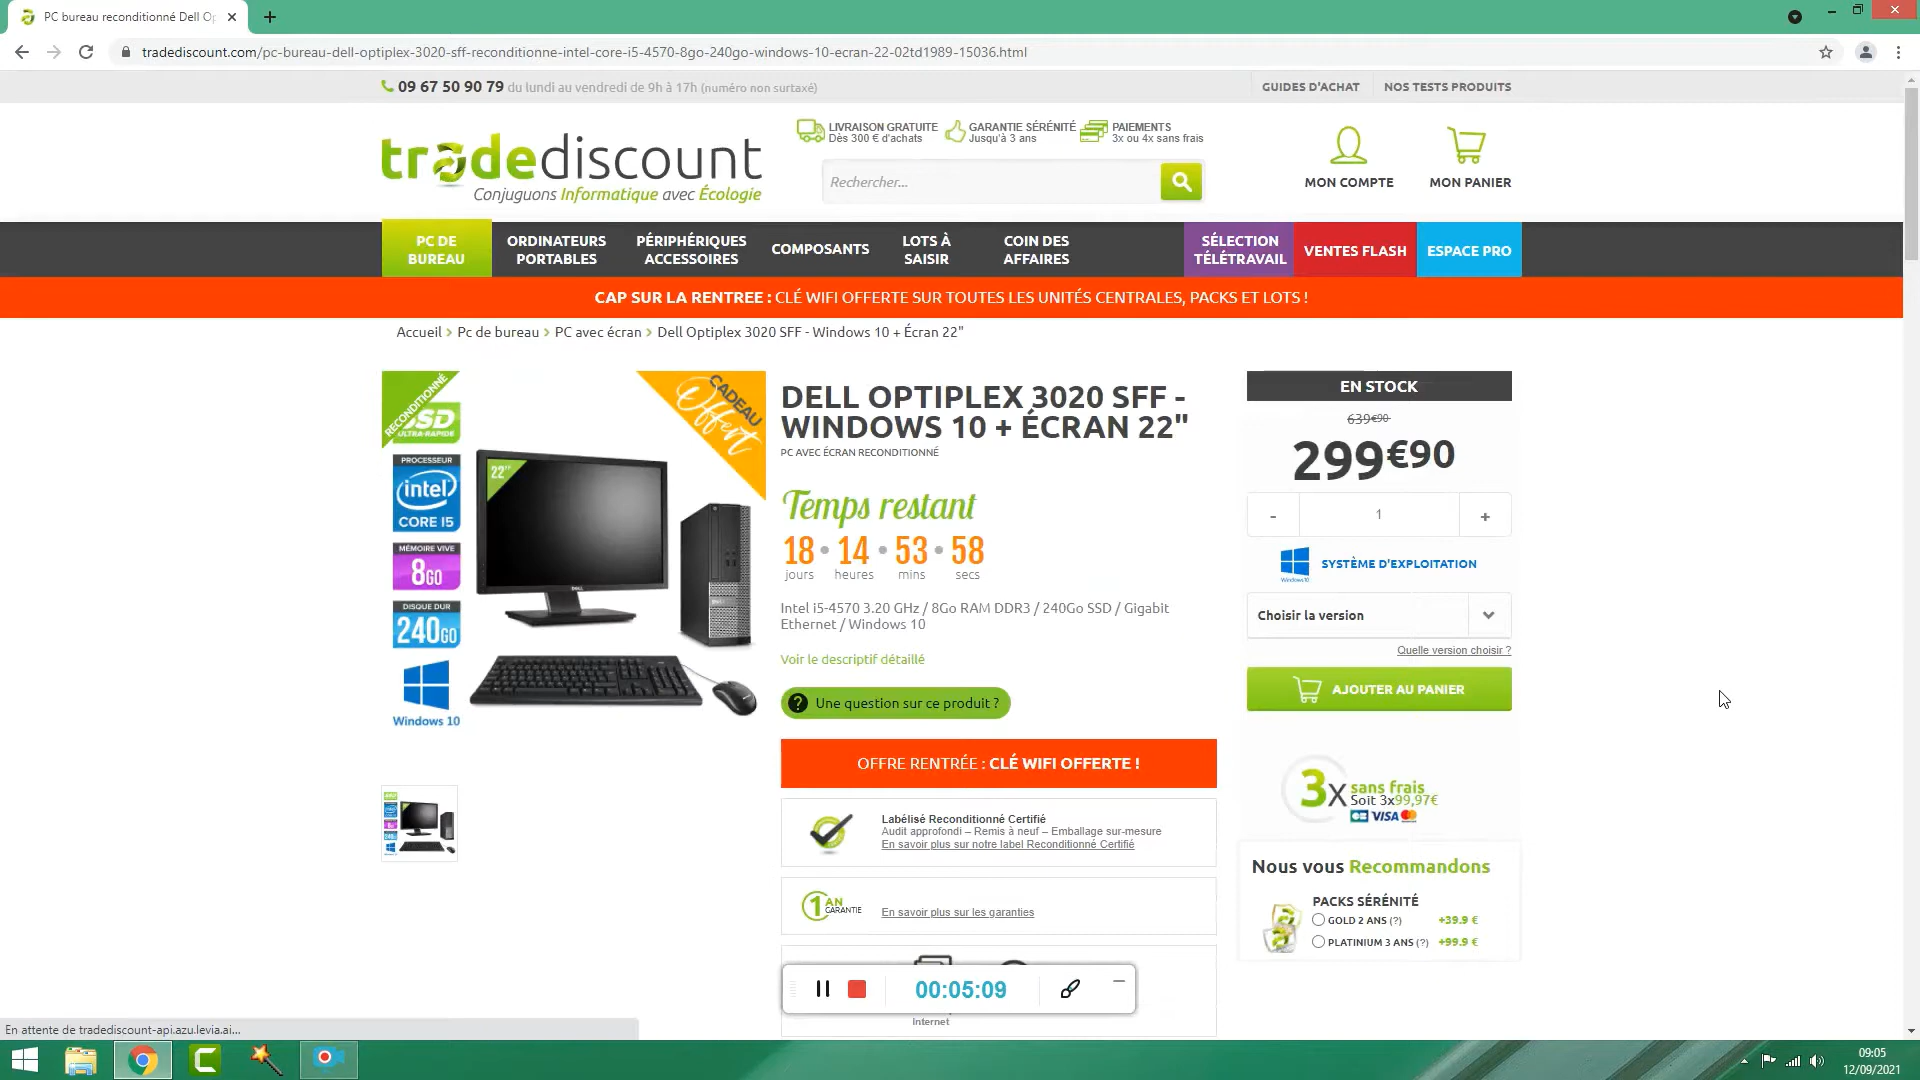 PC bureau reconditionné Dell Op
tradediscount.com/pc-bureau-dell-optiplex-3020-sff-reconditionne-intel-core-i5-4570-8go-240go-windows-10-ecran-22-02td1989-15036.html
09 67 50 90 79 du lundi au vendredi de 9h à 17h (numéro non surtaxé)
GUIDES D'ACHAT
NOS TESTS PRODUITS
tradediscount
Conjuguons Informatique avec Écologie
LIVRAISON GRATUITE
Dès 300 € d'achats
GARANTIE SÉRÉNITÉ
Jusqu'à 3 ans
PAIEMENTS
3x ou 4x sans frais
Rechercher...
MON COMPTE
MON PANIER
PC DE
BUREAU
ORDINATEURS
PORTABLES
PÉRIPHÉRIQUES
ACCESSOIRES
COMPOSANTS
LOTS À
SAISIR
COIN DES
AFFAIRES
SÉLECTION
TÉLÉTRAVAIL
VENTES FLASH
ESPACE PRO
CAP SUR LA RENTREE : CLÉ WIFI OFFERTE SUR TOUTES LES UNITÉS CENTRALES, PACKS ET LOTS !
Accueil > Pc de bureau > PC avec écran > Dell Optiplex 3020 SFF - Windows 10 + Écran 22"
RECONDITIONNÉ
SSD
ULTRA-RAPIDE
PROCESSEUR
intel
CORE I5
MÉMOIRE VIVE
8GO
DISQUE DUR
240GO
Windows 10
22"
CADEAU
Offert
DELL OPTIPLEX 3020 SFF -
WINDOWS 10 + ÉCRAN 22"
PC AVEC ÉCRAN RECONDITIONNÉ
Temps restant
18 • 14 • 53 • 58
jours heures mins secs
Intel i5-4570 3.20 GHz / 8Go RAM DDR3 / 240Go SSD / Gigabit
Ethernet / Windows 10
Voir le descriptif détaillé
? Une question sur ce produit ?
OFFRE RENTRÉE : CLÉ WIFI OFFERTE !
Labélisé Reconditionné Certifié
Audit approfondi – Remis à neuf – Emballage sur-mesure
En savoir plus sur notre label Reconditionné Certifié
1 AN
GARANTIE
En savoir plus sur les garanties
Internet
EN STOCK
639€90
299€90
- 1 +
Windows 10
SYSTÈME D'EXPLOITATION
Choisir la version
Quelle version choisir ?
AJOUTER AU PANIER
3x sans frais
Soit 3x99,97€
CB VISA
Nous vous Recommandons
PACKS SÉRÉNITÉ
GOLD 2 ANS (?) +39.9 €
PLATINIUM 3 ANS (?) +99.9 €
00:05:09
En attente de tradediscount-api.azu.levia.ai...
09:05
12/09/2021